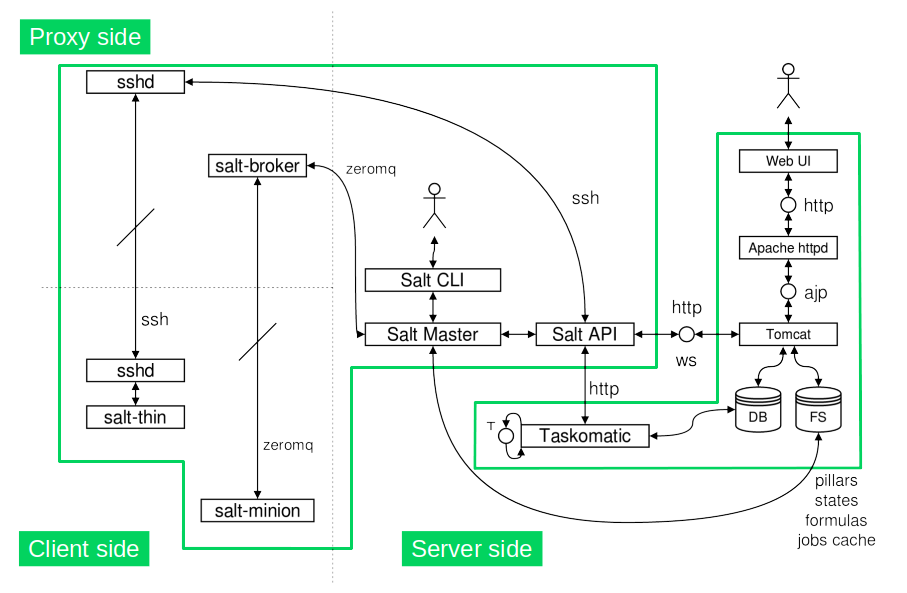 Proxy side
sshd
salt-broker
zeromq
ssh
Web UI
http
Apache httpd
ajp
Salt CLI
Salt Master
Salt API
http
ws
Tomcat
ssh
sshd
salt-thin
http
DB
FS
T
Taskomatic
zeromq
salt-minion
pillars
states
formulas
jobs cache
Client side
Server side